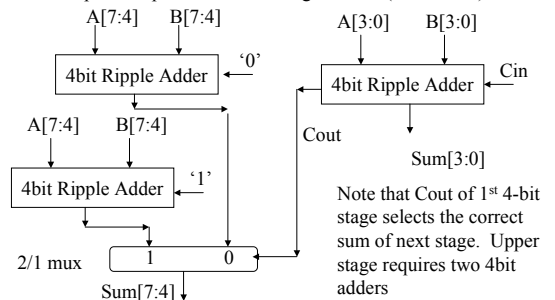 A[7:4] B[7:4]
A[3:0] B[3:0]
'0'
4bit Ripple Adder
Cin
4bit Ripple Adder
A[7:4] B[7:4]
Cout
Sum[3:0]
'1'
4bit Ripple Adder
Note that Cout of 1st 4-bit
stage selects the correct
sum of next stage. Upper
stage requires two 4bit
adders
2/1 mux
1 0
Sum[7:4]